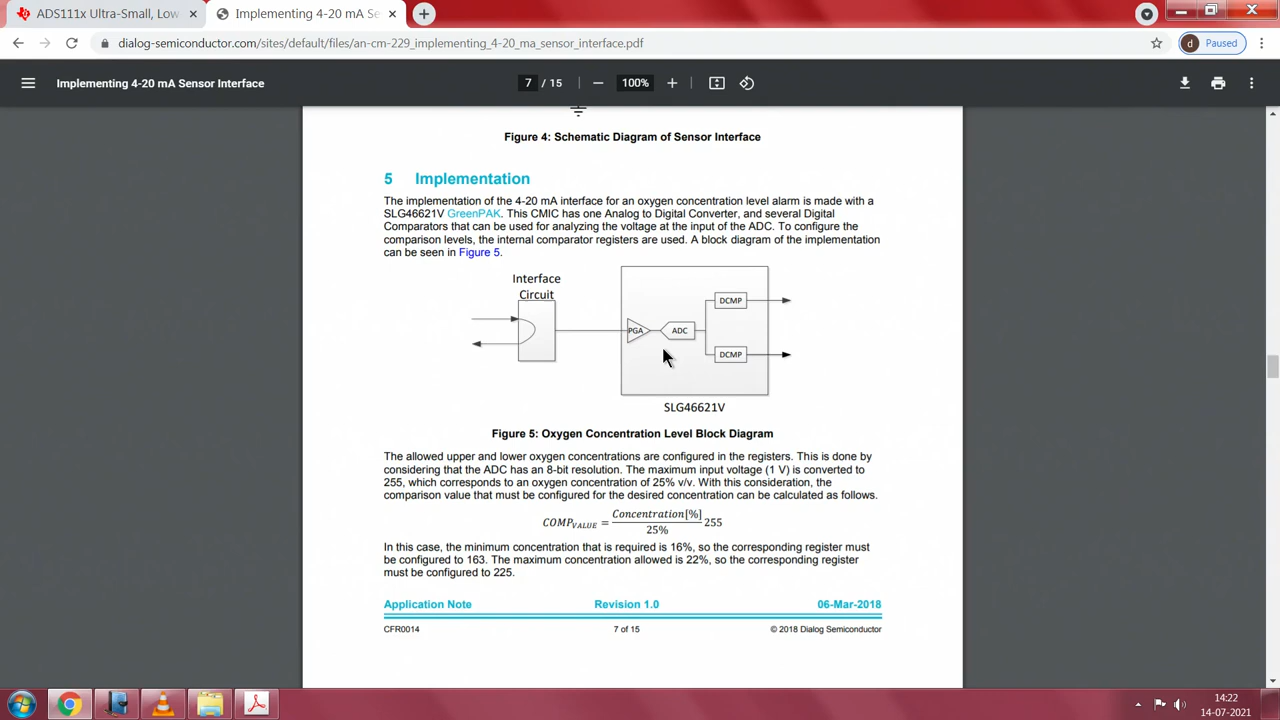 ADS111x Ultra-Small, Low
Implementing 4-20 mA Se
dialog-semiconductor.com/sites/default/files/an-cm-229_implementing_4-20_ma_sensor_interface.pdf
d Paused
Implementing 4-20 mA Sensor Interface
7 / 15
100%
Figure 4: Schematic Diagram of Sensor Interface
5 Implementation
The implementation of the 4-20 mA interface for an oxygen concentration level alarm is made with a
SLG46621V GreenPAK. This CMIC has one Analog to Digital Converter, and several Digital
Comparators that can be used for analyzing the voltage at the input of the ADC. To configure the
comparison levels, the internal comparator registers are used. A block diagram of the implementation
can be seen in Figure 5.
Interface
Circuit
PGA
ADC
DCMP
DCMP
SLG46621V
Figure 5: Oxygen Concentration Level Block Diagram
The allowed upper and lower oxygen concentrations are configured in the registers. This is done by
considering that the ADC has an 8-bit resolution. The maximum input voltage (1 V) is converted to
255, which corresponds to an oxygen concentration of 25% v/v. With this consideration, the
comparison value that must be configured for the desired concentration can be calculated as follows.
COMP_VALUE = Concentration[%] / 25% 255
In this case, the minimum concentration that is required is 16%, so the corresponding register must
be configured to 163. The maximum concentration allowed is 22%, so the corresponding register
must be configured to 225.
Application Note Revision 1.0 06-Mar-2018
CFR0014 7 of 15 © 2018 Dialog Semiconductor
14:22
14-07-2021